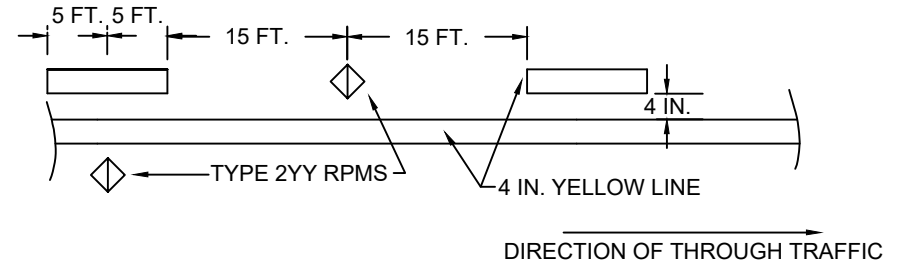 5 FT. 5 FT.
15 FT.
15 FT.
4 IN.
TYPE 2YY RPMS
4 IN. YELLOW LINE
DIRECTION OF THROUGH TRAFFIC